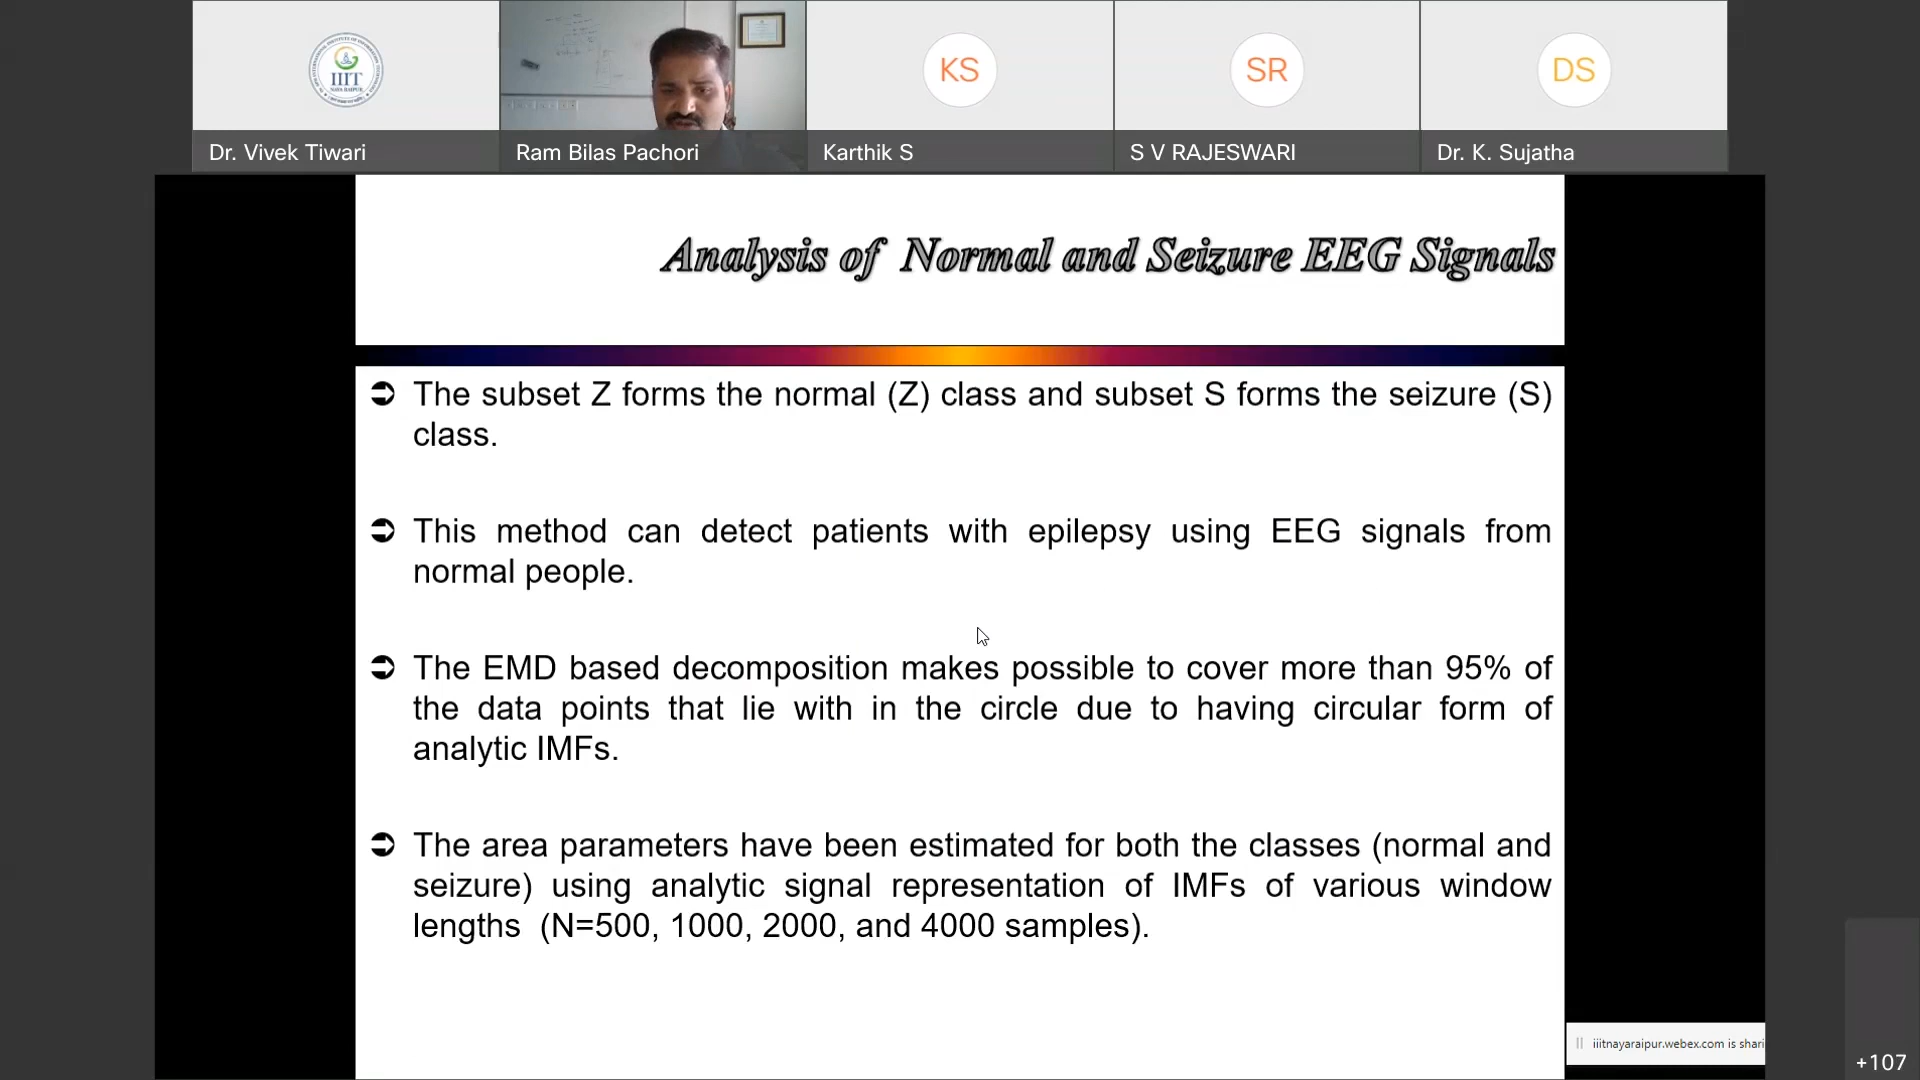 IIIT
NAYA RAIPUR
KS
SR
DS
Dr. Vivek Tiwari
Ram Bilas Pachori
Karthik S
S V RAJESWARI
Dr. K. Sujatha
Analysis of Normal and Seizure EEG Signals
The subset Z forms the normal (Z) class and subset S forms the seizure (S)
class.
This method can detect patients with epilepsy using EEG signals from
normal people.
The EMD based decomposition makes possible to cover more than 95% of
the data points that lie with in the circle due to having circular form of
analytic IMFs.
The area parameters have been estimated for both the classes (normal and
seizure) using analytic signal representation of IMFs of various window
lengths (N=500, 1000, 2000, and 4000 samples).
iiitnayaraipur.webex.com is shari
+107